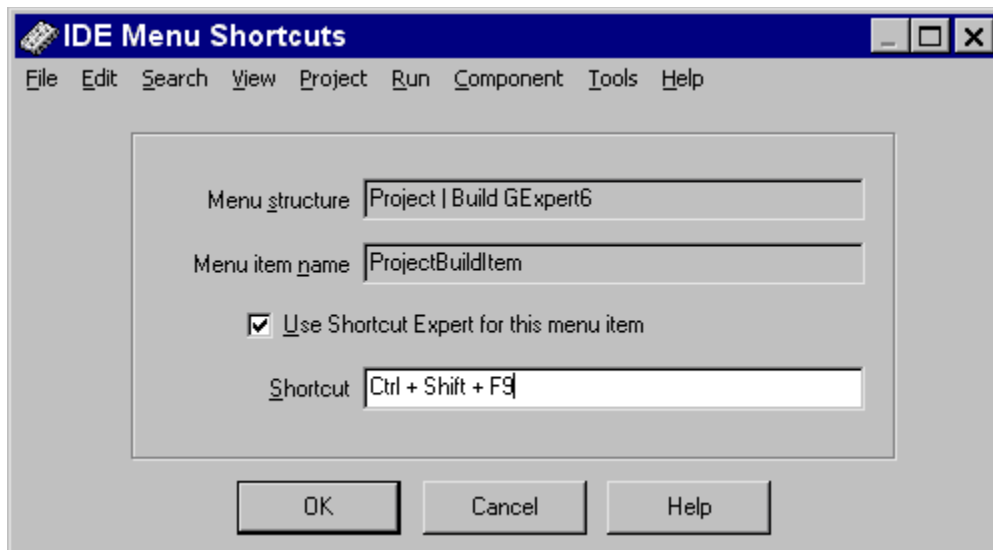 IDE Menu Shortcuts
File Edit Search View Project Run Component Tools Help
Menu structure Project | Build GExpert6
Menu item name ProjectBuildItem
Use Shortcut Expert for this menu item
Shortcut Ctrl + Shift + F9
OK Cancel Help